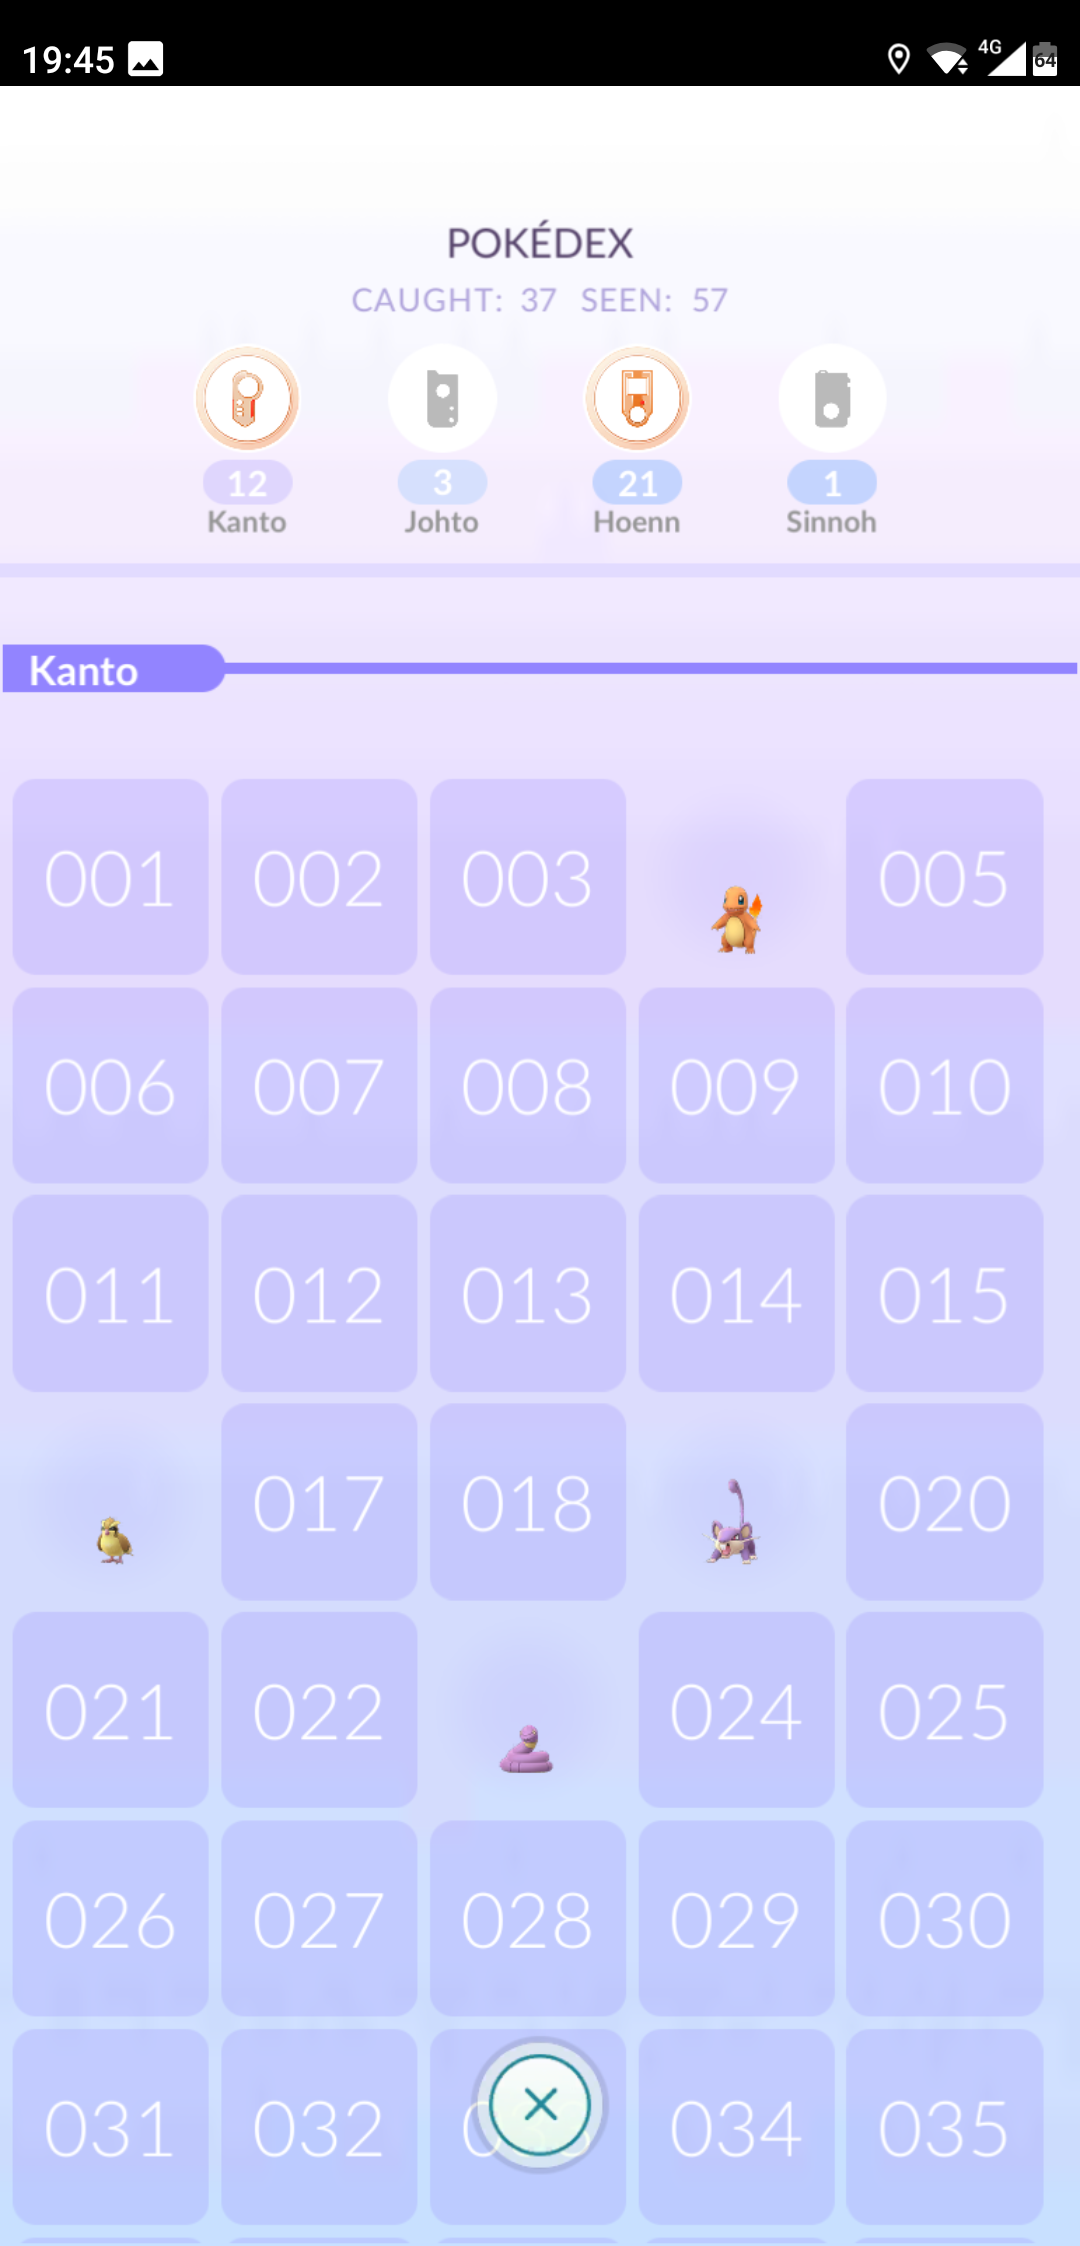 19:45 4G 64
POKÉDEX
CAUGHT: 37 SEEN: 57
12 3 21 1
Kanto Johto Hoenn Sinnoh
Kanto
001 002 003 005
006 007 008 009 010
011 012 013 014 015
017 018 020
021 022 024 025
026 027 028 029 030
031 032 034 035